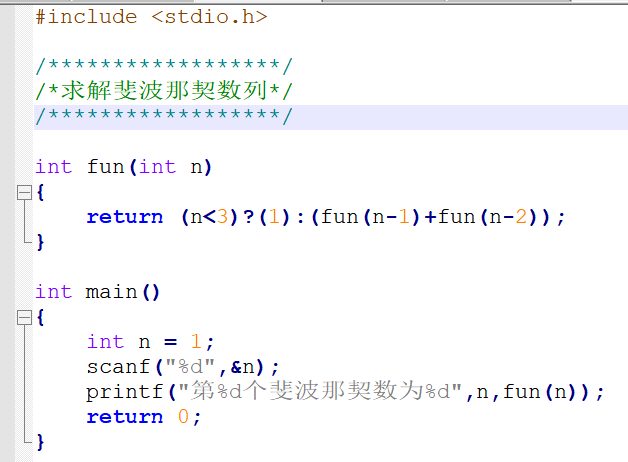 #include <stdio.h>
/******************/
/*求解斐波那契数列*/
/******************/
int fun(int n)
{
return (n<3)?(1):(fun(n-1)+fun(n-2));
}
int main()
{
int n = 1;
scanf("%d",&n);
printf("第%d个斐波那契数为%d",n,fun(n));
return 0;
}